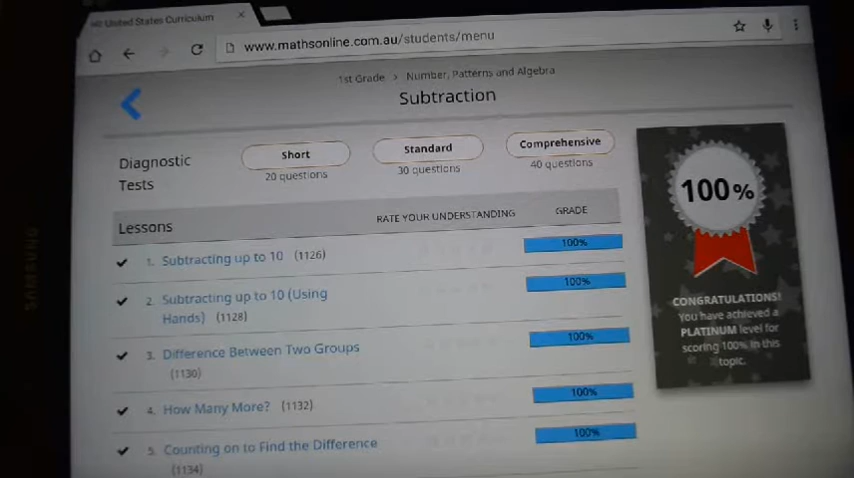 United States Curriculum
www.mathsonline.com.au/students/menu
1st Grade > Number, Patterns and Algebra
Subtraction
Diagnostic
Tests
Short
20 questions
Standard
30 questions
Comprehensive
40 questions
Lessons
RATE YOUR UNDERSTANDING
GRADE
1. Subtracting up to 10 (1126)
100%
2. Subtracting up to 10 (Using
Hands) (1128)
100%
3. Difference Between Two Groups
(1130)
100%
4. How Many More? (1132)
100%
5. Counting on to Find the Difference
(1134)
100%
100%
CONGRATULATIONS!
You have achieved a
PLATINUM level for
scoring 100% in this
topic.
SAMSUNG